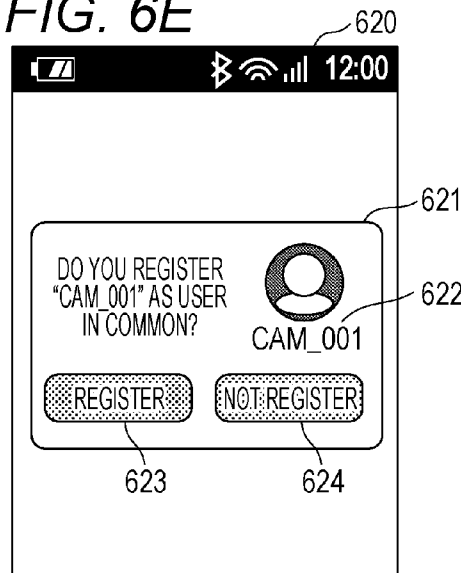 FIG. 6E
620
12:00
621
DO YOU REGISTER
“CAM_001” AS USER
IN COMMON?
622
CAM_001
REGISTER
NOT REGISTER
623
624